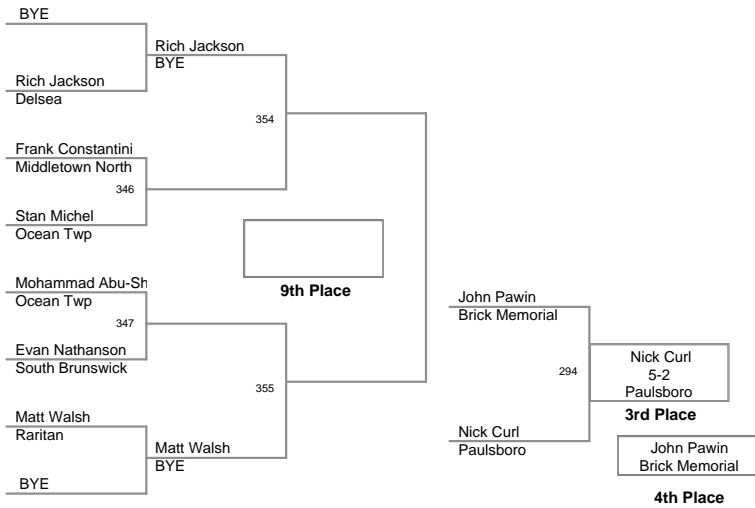 BYE
Rich Jackson
BYE
Rich Jackson
Delsea
354
Frank Constantini
Middletown North
346
Stan Michel
Ocean Twp
9th Place
Mohammad Abu-Sh
Ocean Twp
347
Evan Nathanson
South Brunswick
355
Matt Walsh
Raritan
Matt Walsh
BYE
BYE
John Pawin
Brick Memorial
294
Nick Curl
5-2
Paulsboro
3rd Place
Nick Curl
Paulsboro
John Pawin
Brick Memorial
4th Place